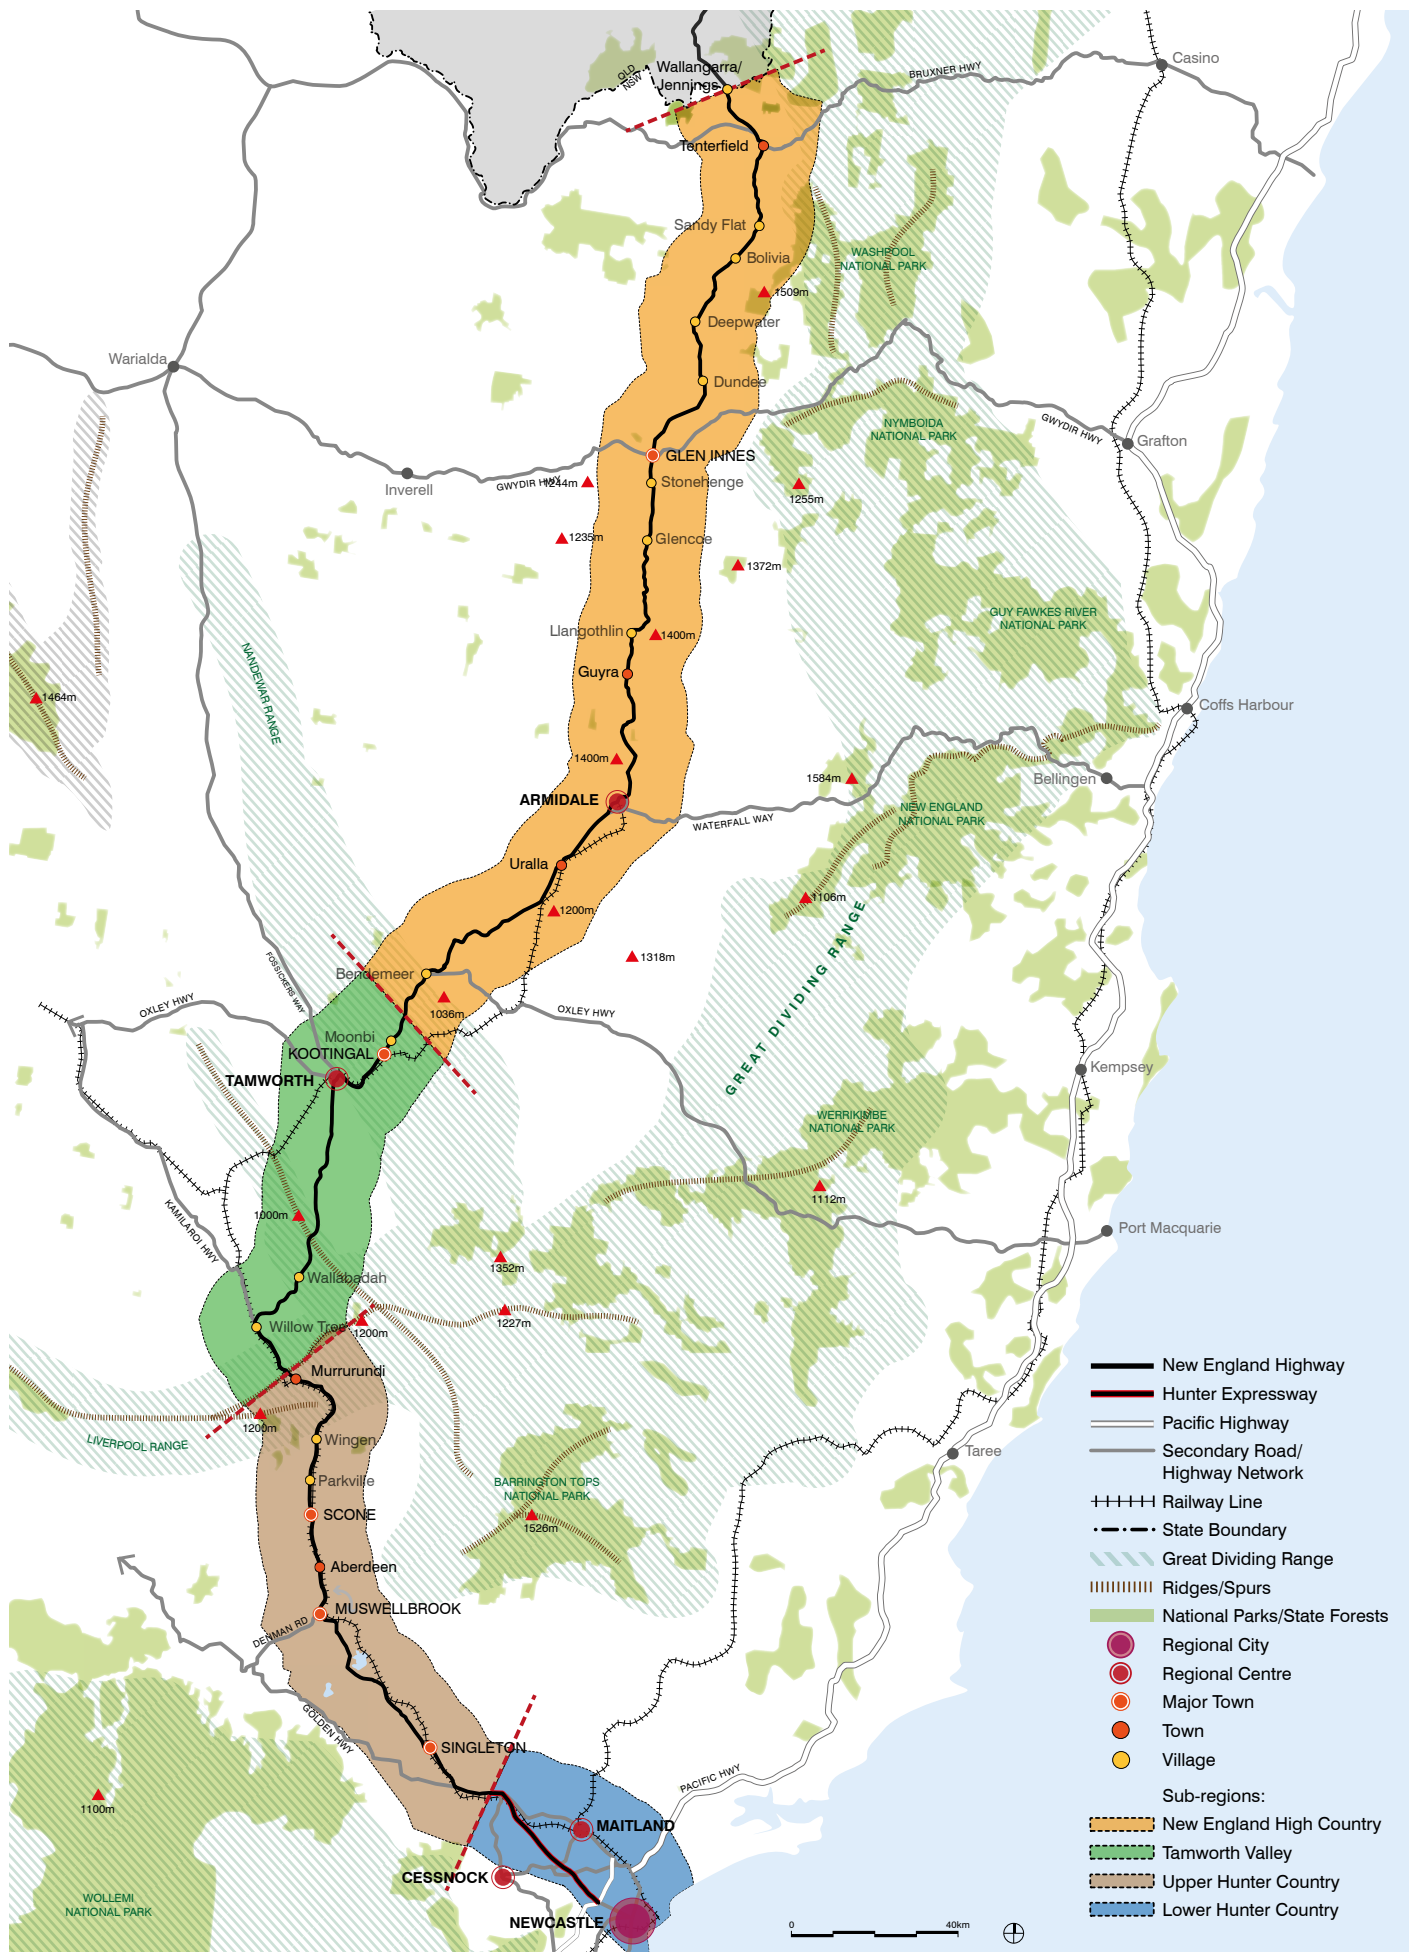 Casino
QLD
NSW
Wallangarra/
Jennings
BRUXNER HWY
Tenterfield
Sandy Flat
WASHPOOL
NATIONAL PARK
Bolivia
1509m
Deepwater
Warialda
Dundee
NYMBOIDA
NATIONAL PARK
GWYDIR HWY
Grafton
GLEN INNES
Inverell
GWYDIR HWY
1244m
Stonehenge
1255m
1235m
Glencoe
1372m
GUY FAWKES RIVER
NATIONAL PARK
Llangothlin
1400m
NANDEWAR RANGE
Guyra
1464m
Coffs Harbour
1400m
1584m
Bellingen
ARMIDALE
NEW ENGLAND
NATIONAL PARK
WATERFALL WAY
Uralla
1106m
1200m
GREAT DIVIDING RANGE
1318m
FOSSICKERS WAY
Bendemeer
OXLEY HWY
1036m
OXLEY HWY
Moonbi
KOOTINGAL
Kempsey
TAMWORTH
WERRIKIMBE
NATIONAL PARK
1112m
KAMILAROI HWY
1000m
Port Macquarie
1352m
Wallabadah
1227m
Willow Tree
1200m
Murrurundi
1200m
LIVERPOOL RANGE
Wingen
Taree
Parkville
BARRINGTON TOPS
NATIONAL PARK
SCONE
1526m
Aberdeen
MUSWELLBROOK
DENMAN RD
GOLDEN HWY
SINGLETON
PACIFIC HWY
1100m
MAITLAND
CESSNOCK
WOLLEMI
NATIONAL PARK
NEWCASTLE
0
40km
New England Highway
Hunter Expressway
Pacific Highway
Secondary Road/
Highway Network
Railway Line
State Boundary
Great Dividing Range
Ridges/Spurs
National Parks/State Forests
Regional City
Regional Centre
Major Town
Town
Village
Sub-regions:
New England High Country
Tamworth Valley
Upper Hunter Country
Lower Hunter Country